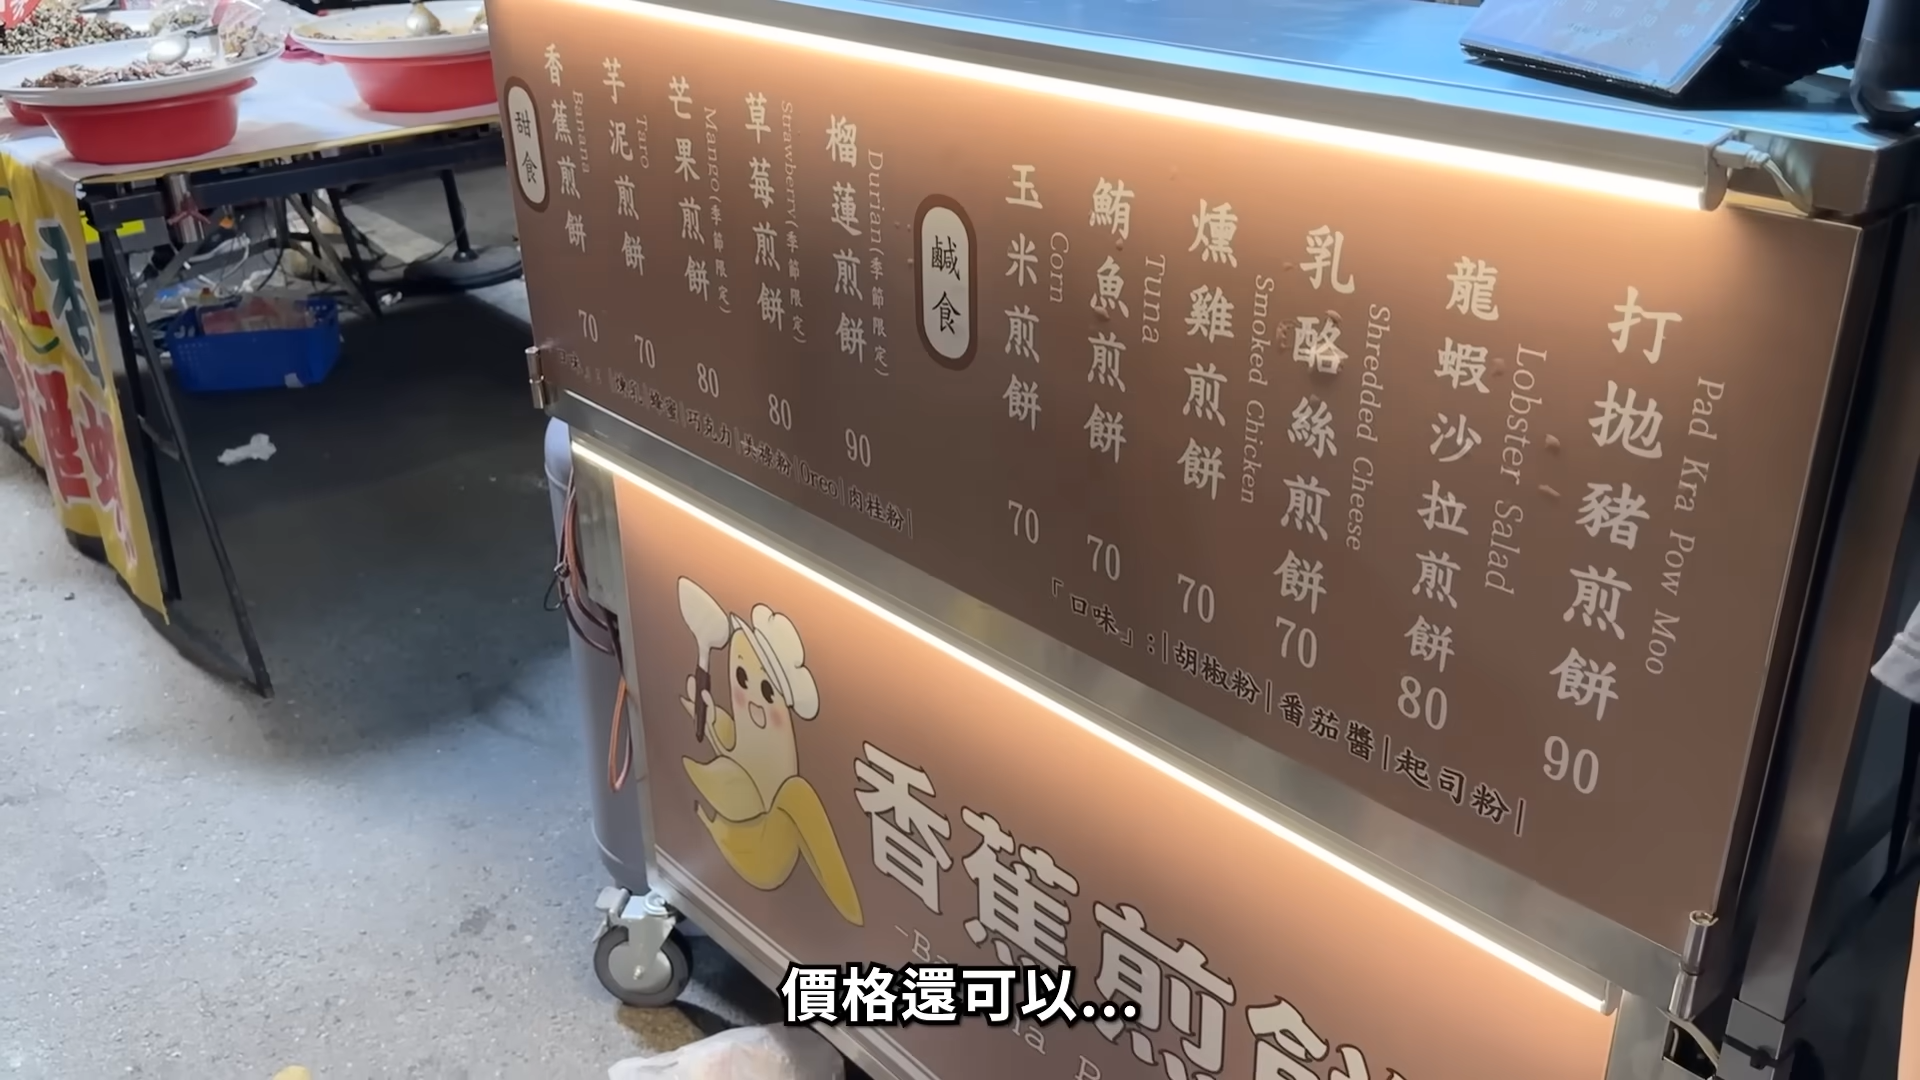 甜食
香蕉煎餅
Banana
70
芋泥煎餅
Taro
70
芒果煎餅
Mango(季節限定)
80
草莓煎餅
Strawberry(季節限定)
80
榴蓮煎餅
Durian(季節限定)
90
煉乳|蜂蜜|巧克力|美祿粉|Oreo|肉桂粉|
鹹食
玉米煎餅
Corn
70
鮪魚煎餅
Tuna
70
燻雞煎餅
Smoked Chicken
70
乳酪絲煎餅
Shredded Cheese
70
龍蝦沙拉煎餅
Lobster Salad
80
打拋豬煎餅
Pad Kra Pow Moo
90
「口味」:|胡椒粉|番茄醬|起司粉|
香蕉煎餅
價格還可以...